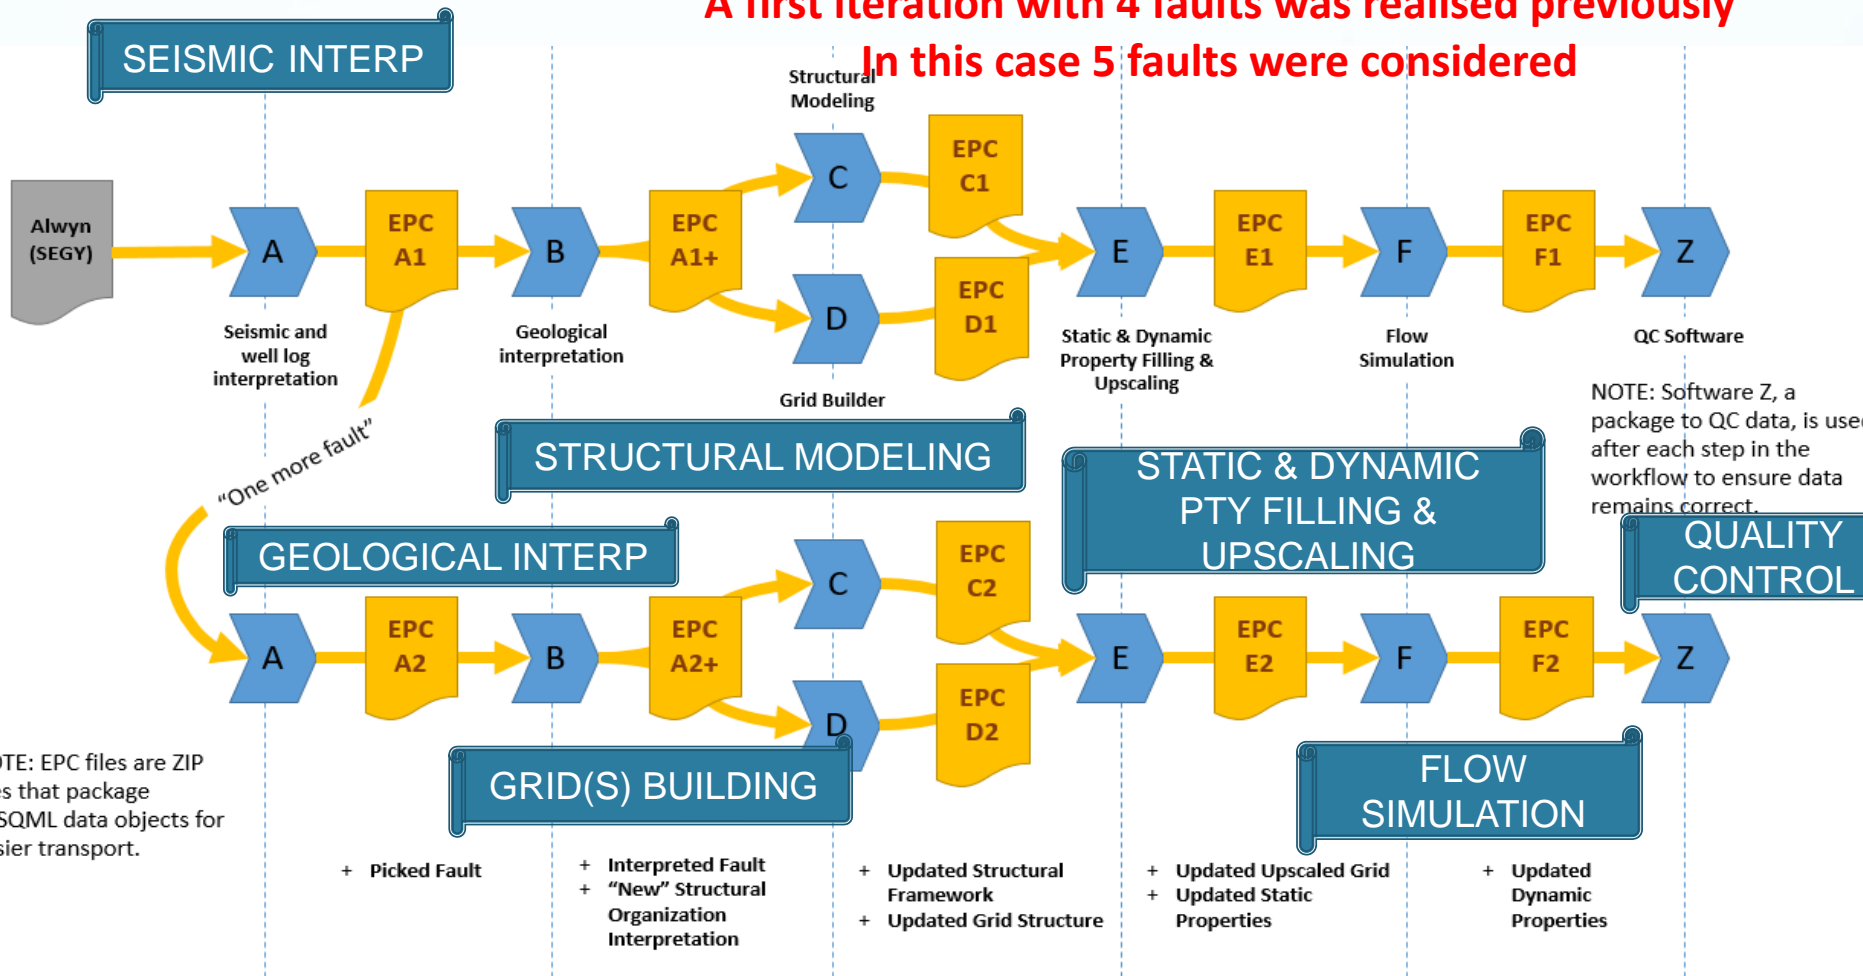 A first iteration with 4 faults was realised previously
In this case 5 faults were considered
SEISMIC INTERP
Structural
Modeling
Alwyn
(SEGY)
A
EPC
A1
B
EPC
A1+
C
EPC
C1
D
EPC
D1
E
EPC
E1
F
EPC
F1
Z
Seismic and
well log
interpretation
Geological
interpretation
Grid Builder
Static & Dynamic
Property Filling &
Upscaling
Flow
Simulation
QC Software
NOTE: Software Z, a
package to QC data, is used
after each step in the
workflow to ensure data
remains correct.
"One more fault"
STRUCTURAL MODELING
STATIC & DYNAMIC
PTY FILLING &
UPSCALING
GEOLOGICAL INTERP
QUALITY
CONTROL
A
EPC
A2
B
EPC
A2+
C
EPC
C2
D
EPC
D2
E
EPC
E2
F
EPC
F2
Z
GRID(S) BUILDING
FLOW
SIMULATION
OTE: EPC files are ZIP
es that package
SQML data objects for
sier transport.
+ Picked Fault
+ Interpreted Fault
+ “New” Structural
Organization
Interpretation
+ Updated Structural
Framework
+ Updated Grid Structure
+ Updated Upscaled Grid
+ Updated Static
Properties
+ Updated
Dynamic
Properties